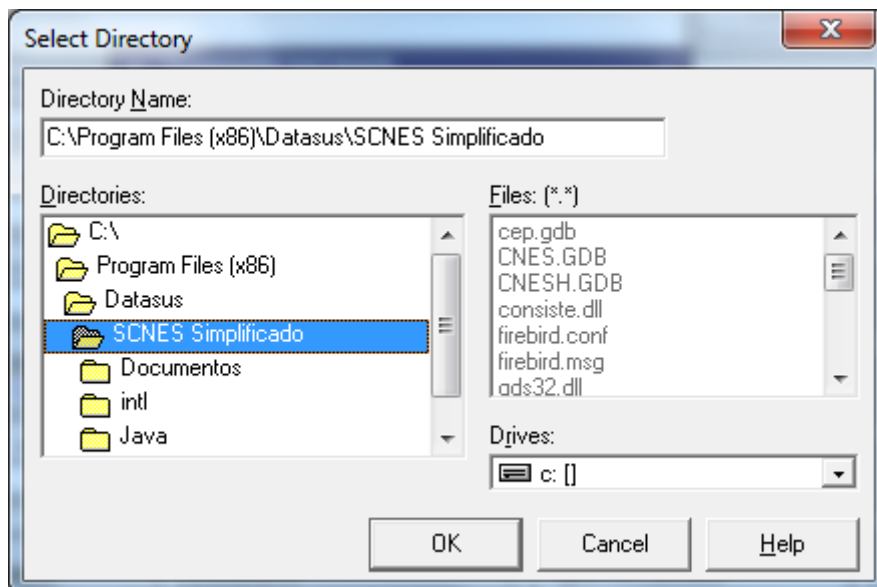 Select Directory
Directory Name:
C:\Program Files (x86)\Datasus\SCNES Simplificado
Directories:
C:\
Program Files (x86)
Datasus
SCNES Simplificado
Documentos
intl
Java
Files: (*.*)
cep.gdb
CNES.GDB
CNESH.GDB
consiste.dll
firebird.conf
firebird.msg
gds32.dll
Drives:
c: []
OK
Cancel
Help